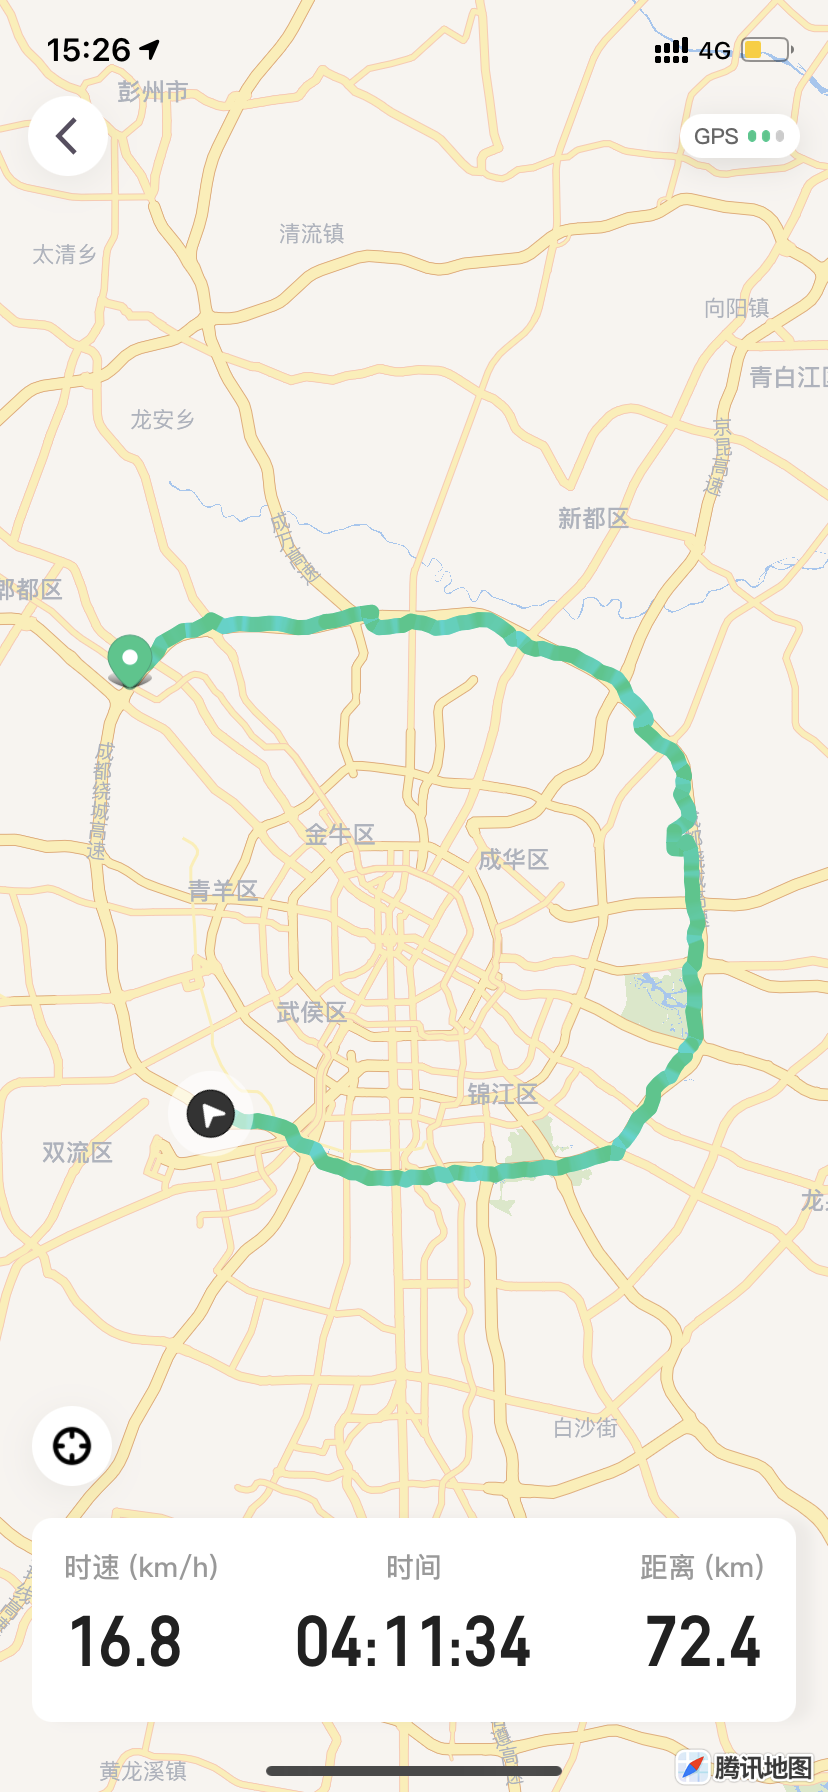 15:26
4G
彭州市
GPS
清流镇
太清乡
向阳镇
青白江区
龙安乡
京昆高速
新都区
成万高速
郫都区
成都绕城高速
金牛区
成华区
青羊区
武侯区
锦江区
双流区
白沙街
时速 (km/h)
时间
距离 (km)
16.8
04:11:34
72.4
黄龙溪镇
腾讯地图